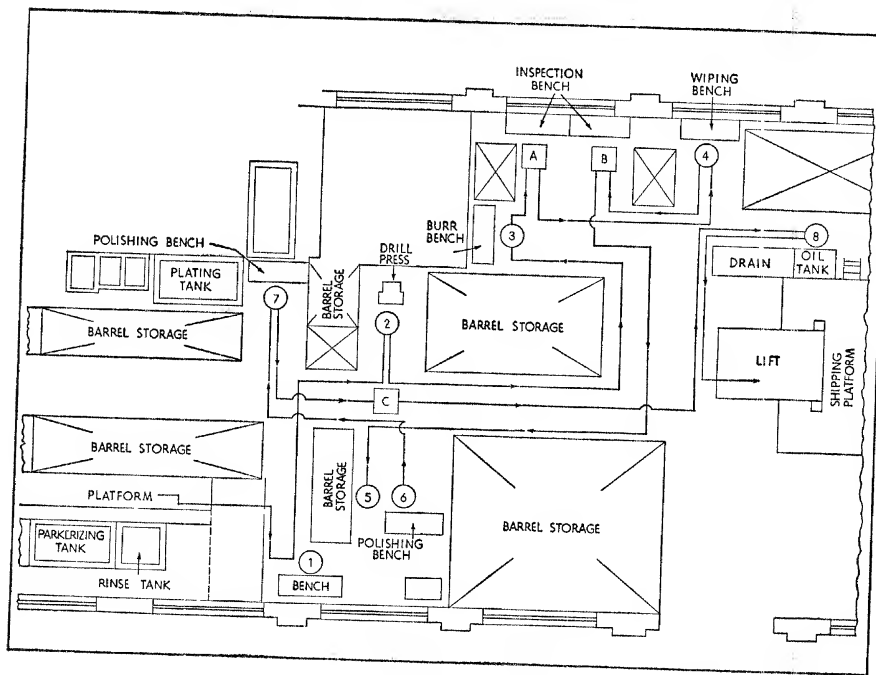 INSPECTION
BENCH
WIPING
BENCH
A
B
4
BURR
BENCH
3
8
POLISHING BENCH
DRILL
PRESS
DRAIN
OIL
TANK
PLATING
TANK
7
BARREL
STORAGE
2
BARREL STORAGE
BARREL STORAGE
LIFT
SHIPPING
PLATFORM
C
BARREL STORAGE
BARREL
STORAGE
5
6
BARREL STORAGE
PLATFORM
PARKERIZING
TANK
POLISHING
BENCH
1
RINSE TANK
BENCH